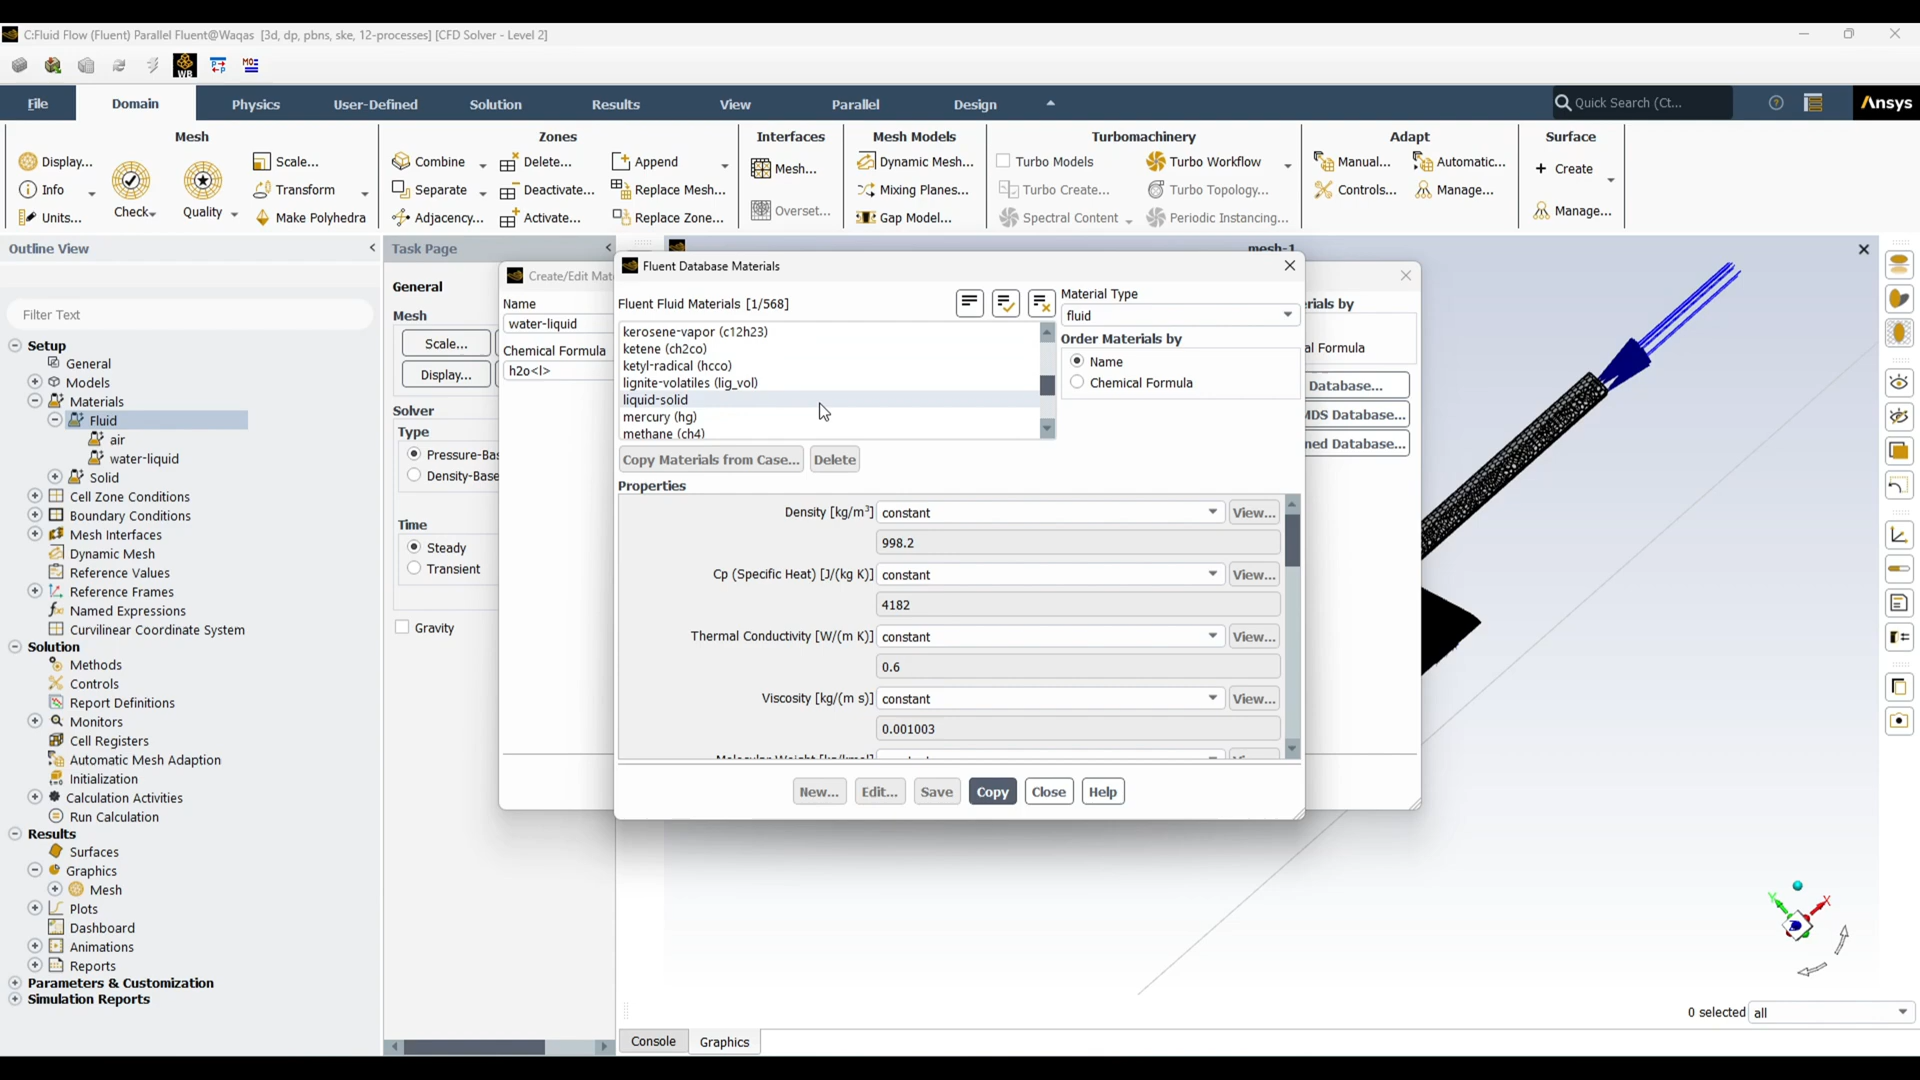 C:Fluid Flow (Fluent) Parallel Fluent@Waqas [3d, dp, pbns, ske, 12-processes] [CFD Solver - Level 2]
WB
File Domain Physics User-Defined Solution Results View Parallel Design Quick Search (Ct... Ansys
Mesh Zones Interfaces Mesh Models Turbomachinery Adapt Surface
Display... Scale... Combine Delete... Append Mesh... Dynamic Mesh... Turbo Models Turbo Workflow Manual... Automatic... Create
Info Transform Separate Deactivate... Replace Mesh... Mixing Planes... Turbo Create... Turbo Topology... Controls... Manage...
Units... Check Quality Make Polyhedra Adjacency... Activate... Replace Zone... Overset... Gap Model... Spectral Content Periodic Instancing... Manage...
Outline View
Filter Text
Setup
General
Models
Materials
Fluid
air
water-liquid
Solid
Cell Zone Conditions
Boundary Conditions
Mesh Interfaces
Dynamic Mesh
Reference Values
Reference Frames
Named Expressions
Curvilinear Coordinate System
Solution
Methods
Controls
Report Definitions
Monitors
Cell Registers
Automatic Mesh Adaption
Initialization
Calculation Activities
Run Calculation
Results
Surfaces
Graphics
Mesh
Plots
Dashboard
Animations
Reports
Parameters & Customization
Simulation Reports
Task Page
General
Mesh
Scale...
Display...
Solver
Type
Pressure-Bas
Density-Base
Time
Steady
Transient
Gravity
mesh-1
Create/Edit Mat
Name
water-liquid
Chemical Formula
h2o<l>
rials by
al Formula
Database...
MDS Database...
ned Database...
Fluent Database Materials
Fluent Fluid Materials [1/568]
kerosene-vapor (c12h23)
ketene (ch2co)
ketyl-radical (hcco)
lignite-volatiles (lig_vol)
liquid-solid
mercury (hg)
methane (ch4)
Material Type
fluid
Order Materials by
Name
Chemical Formula
Copy Materials from Case... Delete
Properties
Density [kg/m³] constant View...
998.2
Cp (Specific Heat) [J/(kg K)] constant View...
4182
Thermal Conductivity [W/(m K)] constant View...
0.6
Viscosity [kg/(m s)] constant View...
0.001003
New... Edit... Save Copy Close Help
Y X
0 selected all
Console Graphics